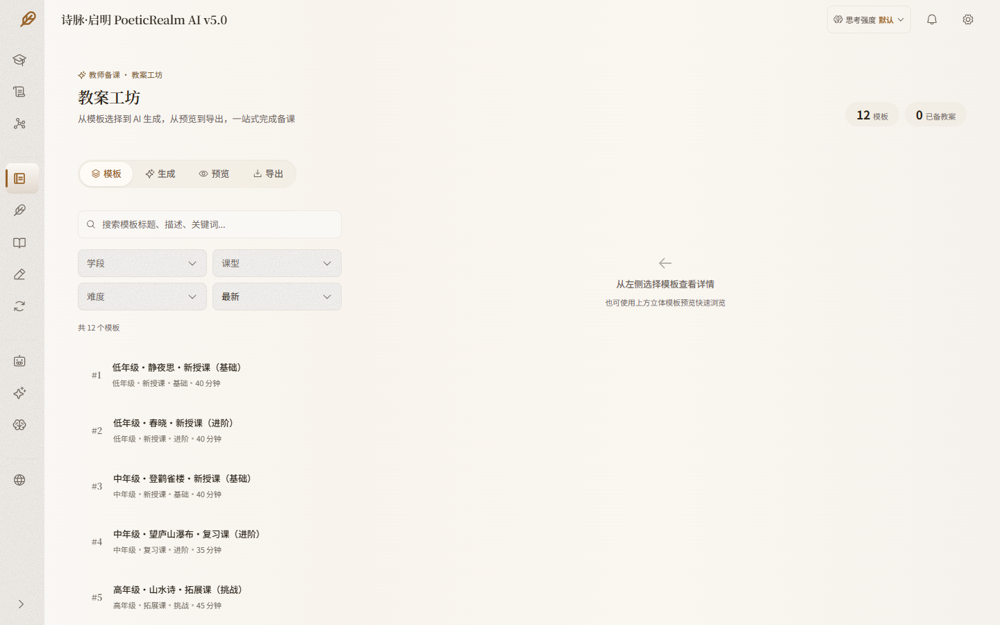 诗脉·启明 PoeticRealm AI v5.0
思考强度 默认
教师备课 · 教案工坊
教案工坊
从模板选择到 AI 生成，从预览到导出，一站式完成备课
12 模板
0 已备教案
模板
生成
预览
导出
搜索模板标题、描述、关键词...
学段
课型
难度
最新
共 12 个模板
#1
低年级・静夜思・新授课（基础）
低年级・新授课・基础・40 分钟
#2
低年级・春晓・新授课（进阶）
低年级・新授课・进阶・40 分钟
#3
中年级・登鹳雀楼・新授课（基础）
中年级・新授课・基础・40 分钟
#4
中年级・望庐山瀑布・复习课（进阶）
中年级・复习课・进阶・35 分钟
#5
高年级・山水诗・拓展课（挑战）
高年级・拓展课・挑战・45 分钟
从左侧选择模板查看详情
也可使用上方立体模板预览快速浏览